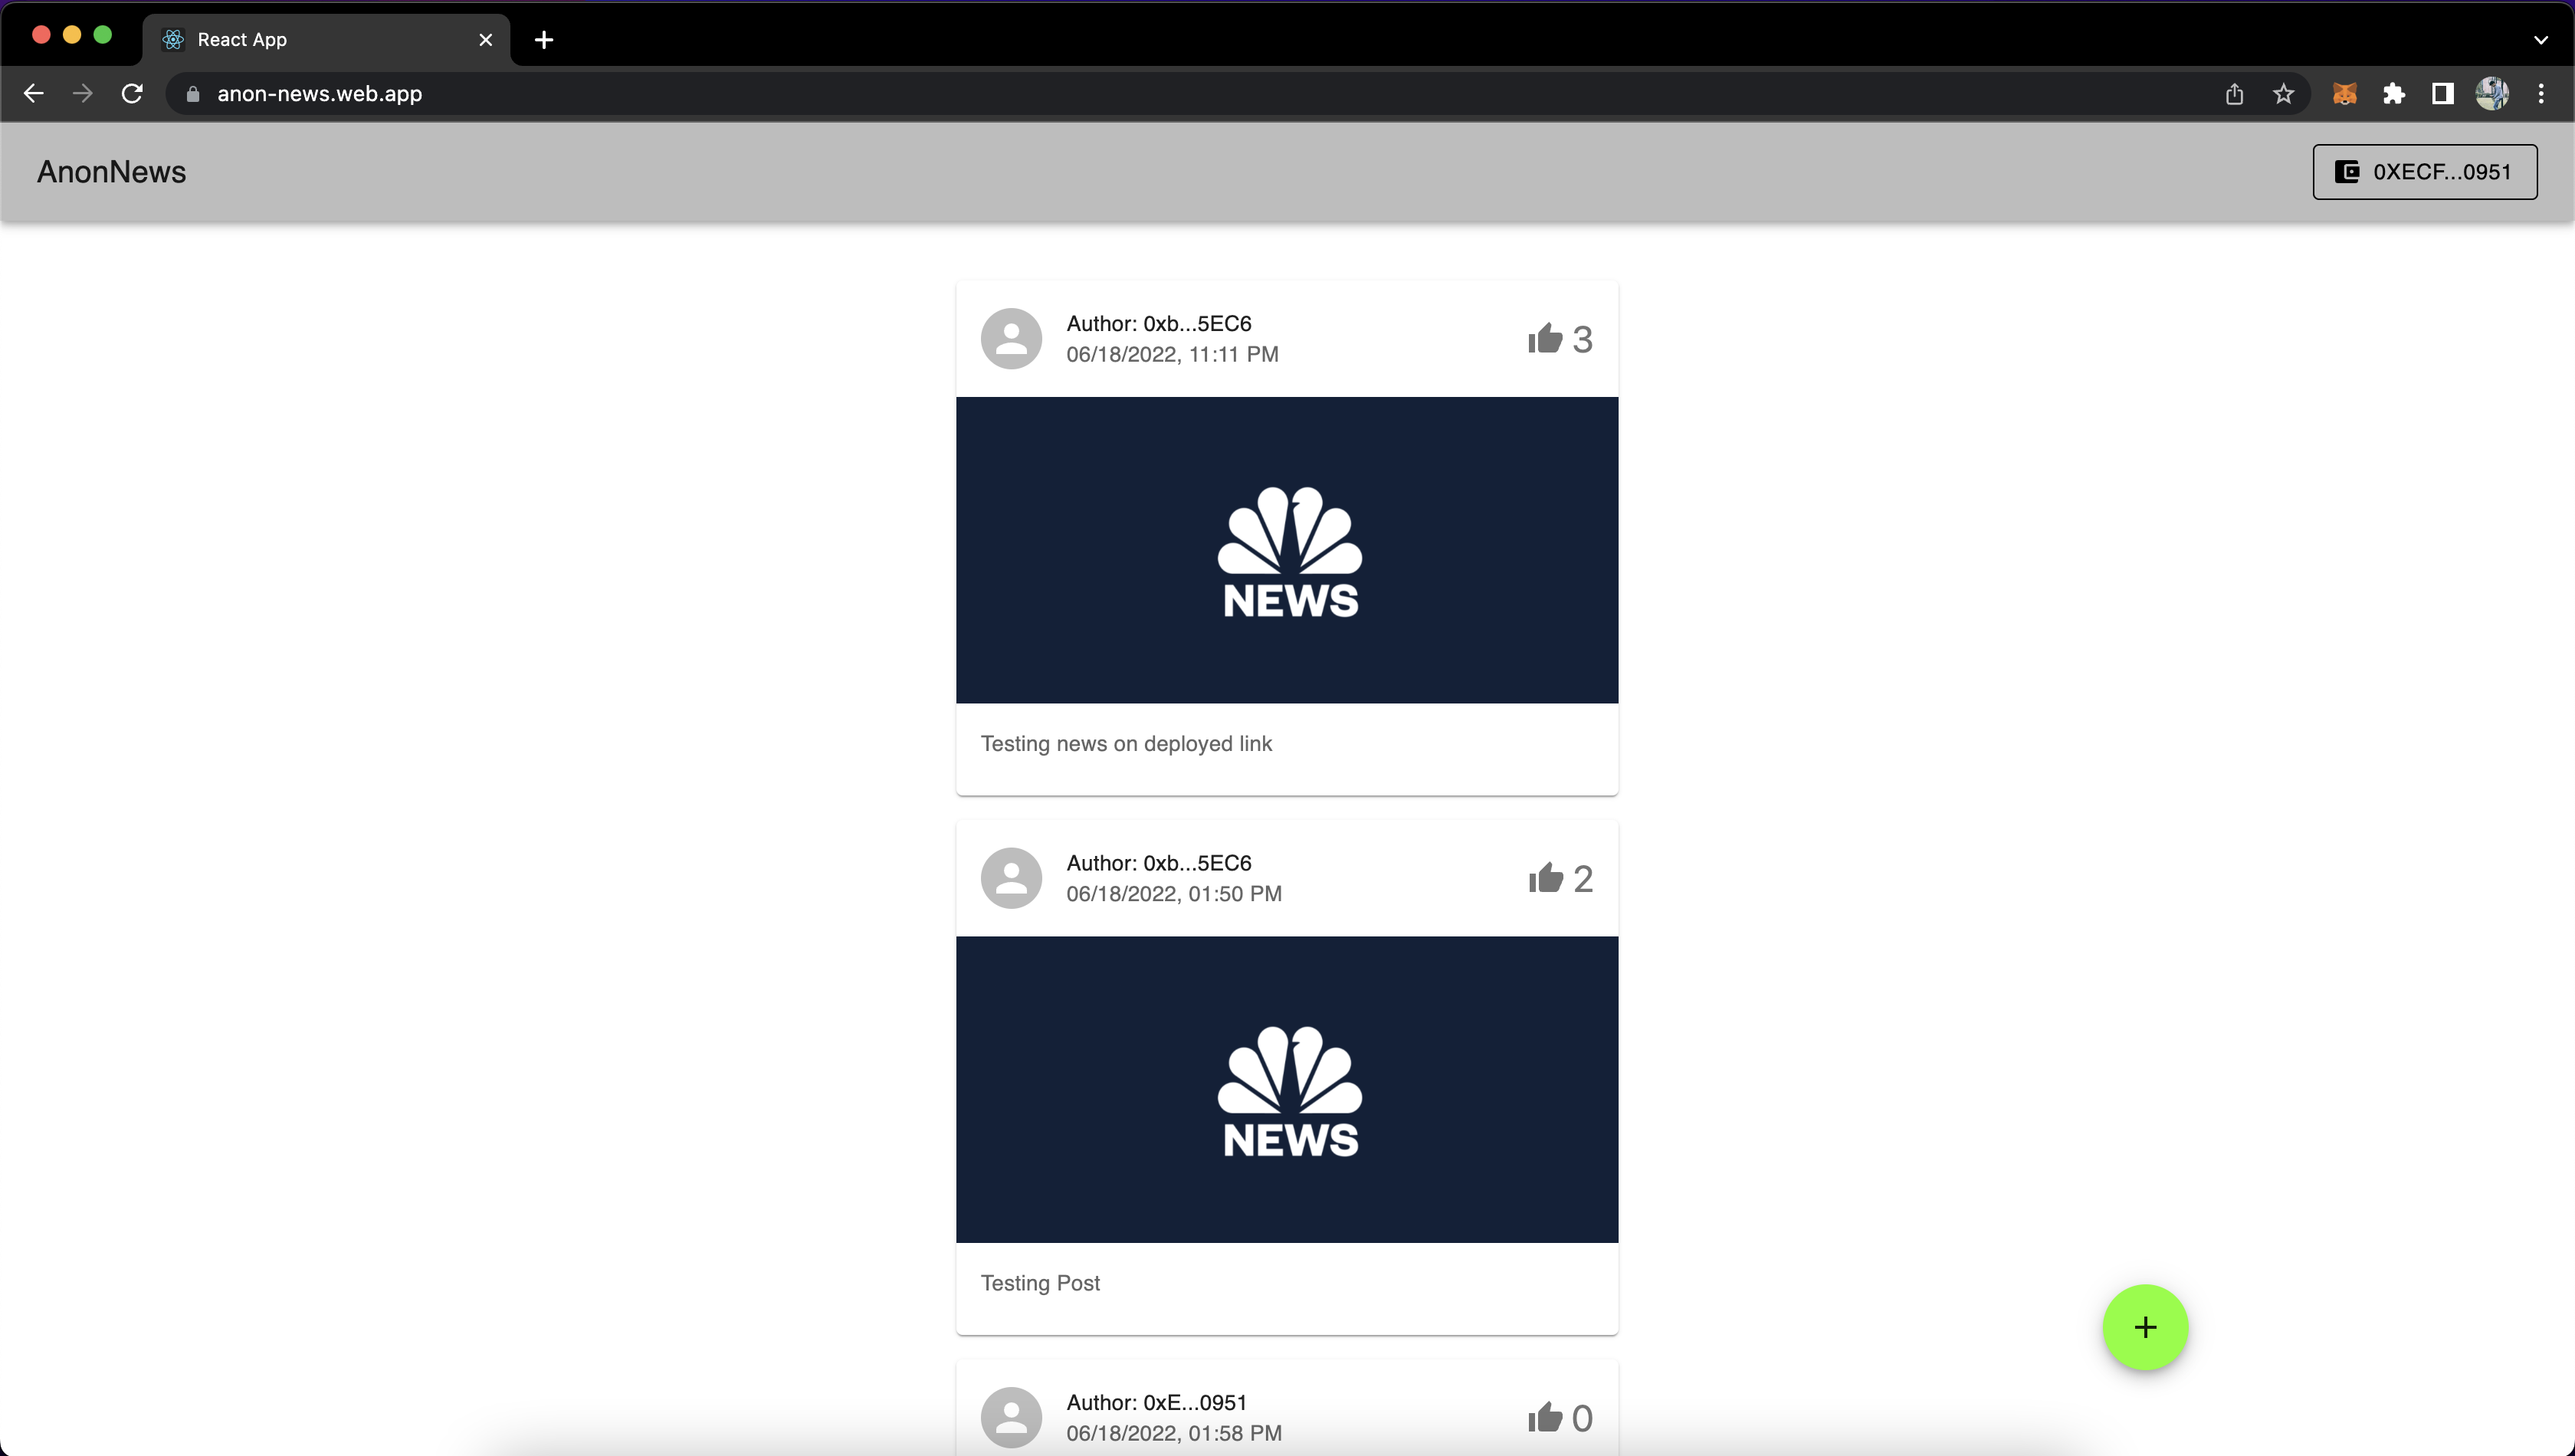 React App
anon-news.web.app
AnonNews
0XECF...0951
Author: 0xb...5EC6
06/18/2022, 11:11 PM
3
NEWS
Testing news on deployed link
Author: 0xb...5EC6
06/18/2022, 01:50 PM
2
NEWS
Testing Post
Author: 0xE...0951
06/18/2022, 01:58 PM
0